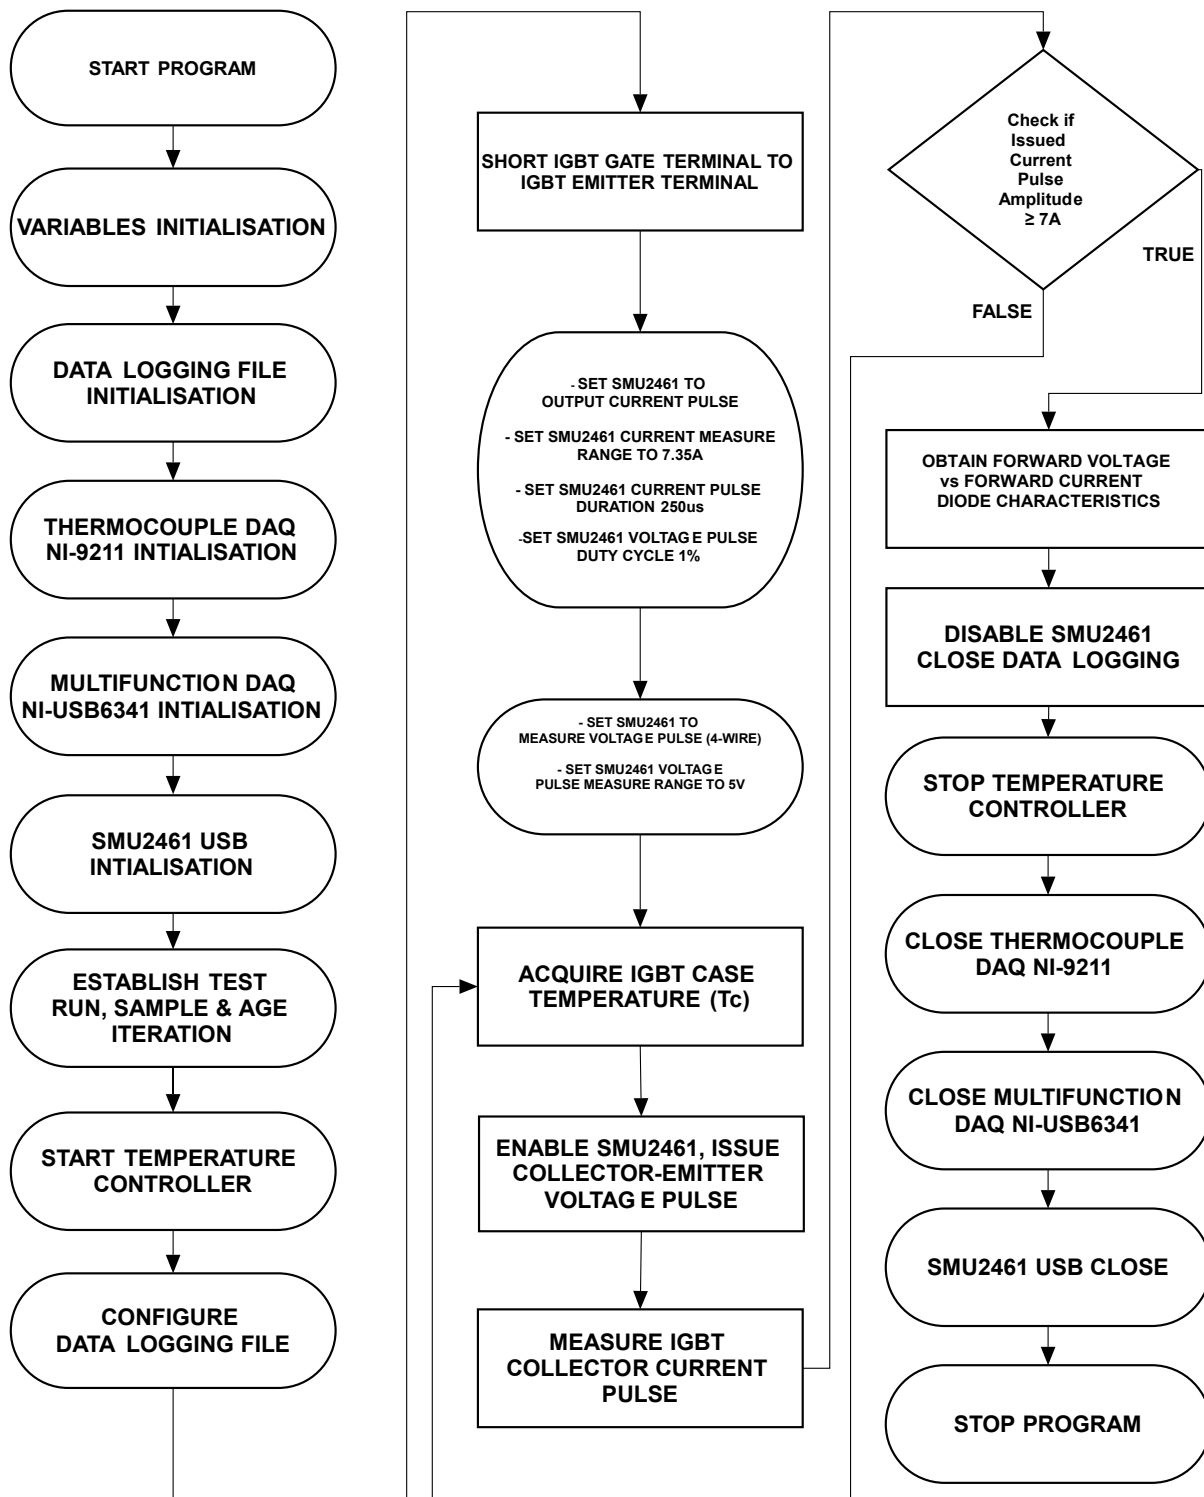 START PROGRAM
VARIABLES INITIALISATION
DATA LOGGING FILE
INITIALISATION
THERMOCOUPLE DAQ
NI-9211 INTIALISATION
MULTIFUNCTION DAQ
NI-USB6341 INTIALISATION
SMU2461 USB
INTIALISATION
ESTABLISH TEST
RUN, SAMPLE & AGE
ITERATION
START TEMPERATURE
CONTROLLER
CONFIGURE
DATA LOGGING FILE
SHORT IGBT GATE TERMINAL TO
IGBT EMITTER TERMINAL
- SET SMU2461 TO
OUTPUT CURRENT PULSE
- SET SMU2461 CURRENT MEASURE
RANGE TO 7.35A
- SET SMU2461 CURRENT PULSE
DURATION 250us
-SET SMU2461 VOLTAGE PULSE
DUTY CYCLE 1%
- SET SMU2461 TO
MEASURE VOLTAGE PULSE (4-WIRE)
- SET SMU2461 VOLTAGE
PULSE MEASURE RANGE TO 5V
ACQUIRE IGBT CASE
TEMPERATURE (Tc)
ENABLE SMU2461, ISSUE
COLLECTOR-EMITTER
VOLTAGE PULSE
MEASURE IGBT
COLLECTOR CURRENT
PULSE
Check if
Issued
Current
Pulse
Amplitude
≥ 7A
TRUE
FALSE
OBTAIN FORWARD VOLTAGE
vs FORWARD CURRENT
DIODE CHARACTERISTICS
DISABLE SMU2461
CLOSE DATA LOGGING
STOP TEMPERATURE
CONTROLLER
CLOSE THERMOCOUPLE
DAQ NI-9211
CLOSE MULTIFUNCTION
DAQ NI-USB6341
SMU2461 USB CLOSE
STOP PROGRAM